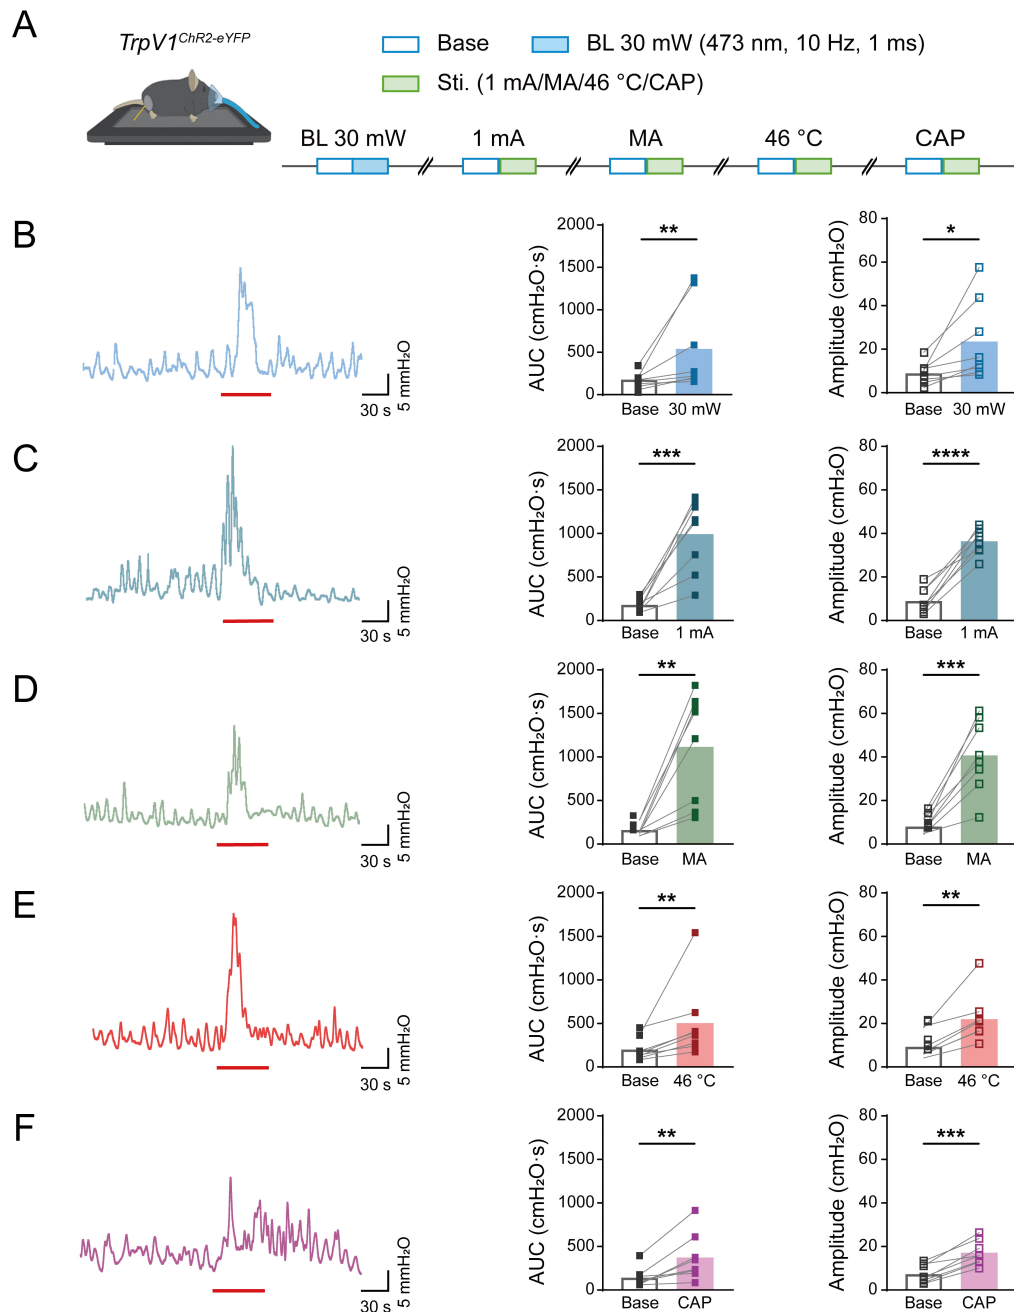 A
TrpV1ChR2-eYFP
Base
BL 30 mW (473 nm, 10 Hz, 1 ms)
Sti. (1 mA/MA/46 °C/CAP)
BL 30 mW
1 mA
MA
46 °C
CAP
B
30 s
5 mmH2O
AUC (cmH₂O·s)
2000
1500
1000
500
0
**
Base
30 mW
Amplitude (cmH₂O)
80
60
40
20
0
*
Base
30 mW
C
30 s
5 mmH2O
AUC (cmH₂O·s)
2000
1500
1000
500
0
***
Base
1 mA
Amplitude (cmH₂O)
80
60
40
20
0
****
Base
1 mA
D
30 s
5 mmH2O
AUC (cmH₂O·s)
2000
1500
1000
500
0
**
Base
MA
Amplitude (cmH₂O)
80
60
40
20
0
***
Base
MA
E
30 s
5 mmH2O
AUC (cmH₂O·s)
2000
1500
1000
500
0
**
Base
46 °C
Amplitude (cmH₂O)
80
60
40
20
0
**
Base
46 °C
F
30 s
5 mmH2O
AUC (cmH₂O·s)
2000
1500
1000
500
0
**
Base
CAP
Amplitude (cmH₂O)
80
60
40
20
0
***
Base
CAP